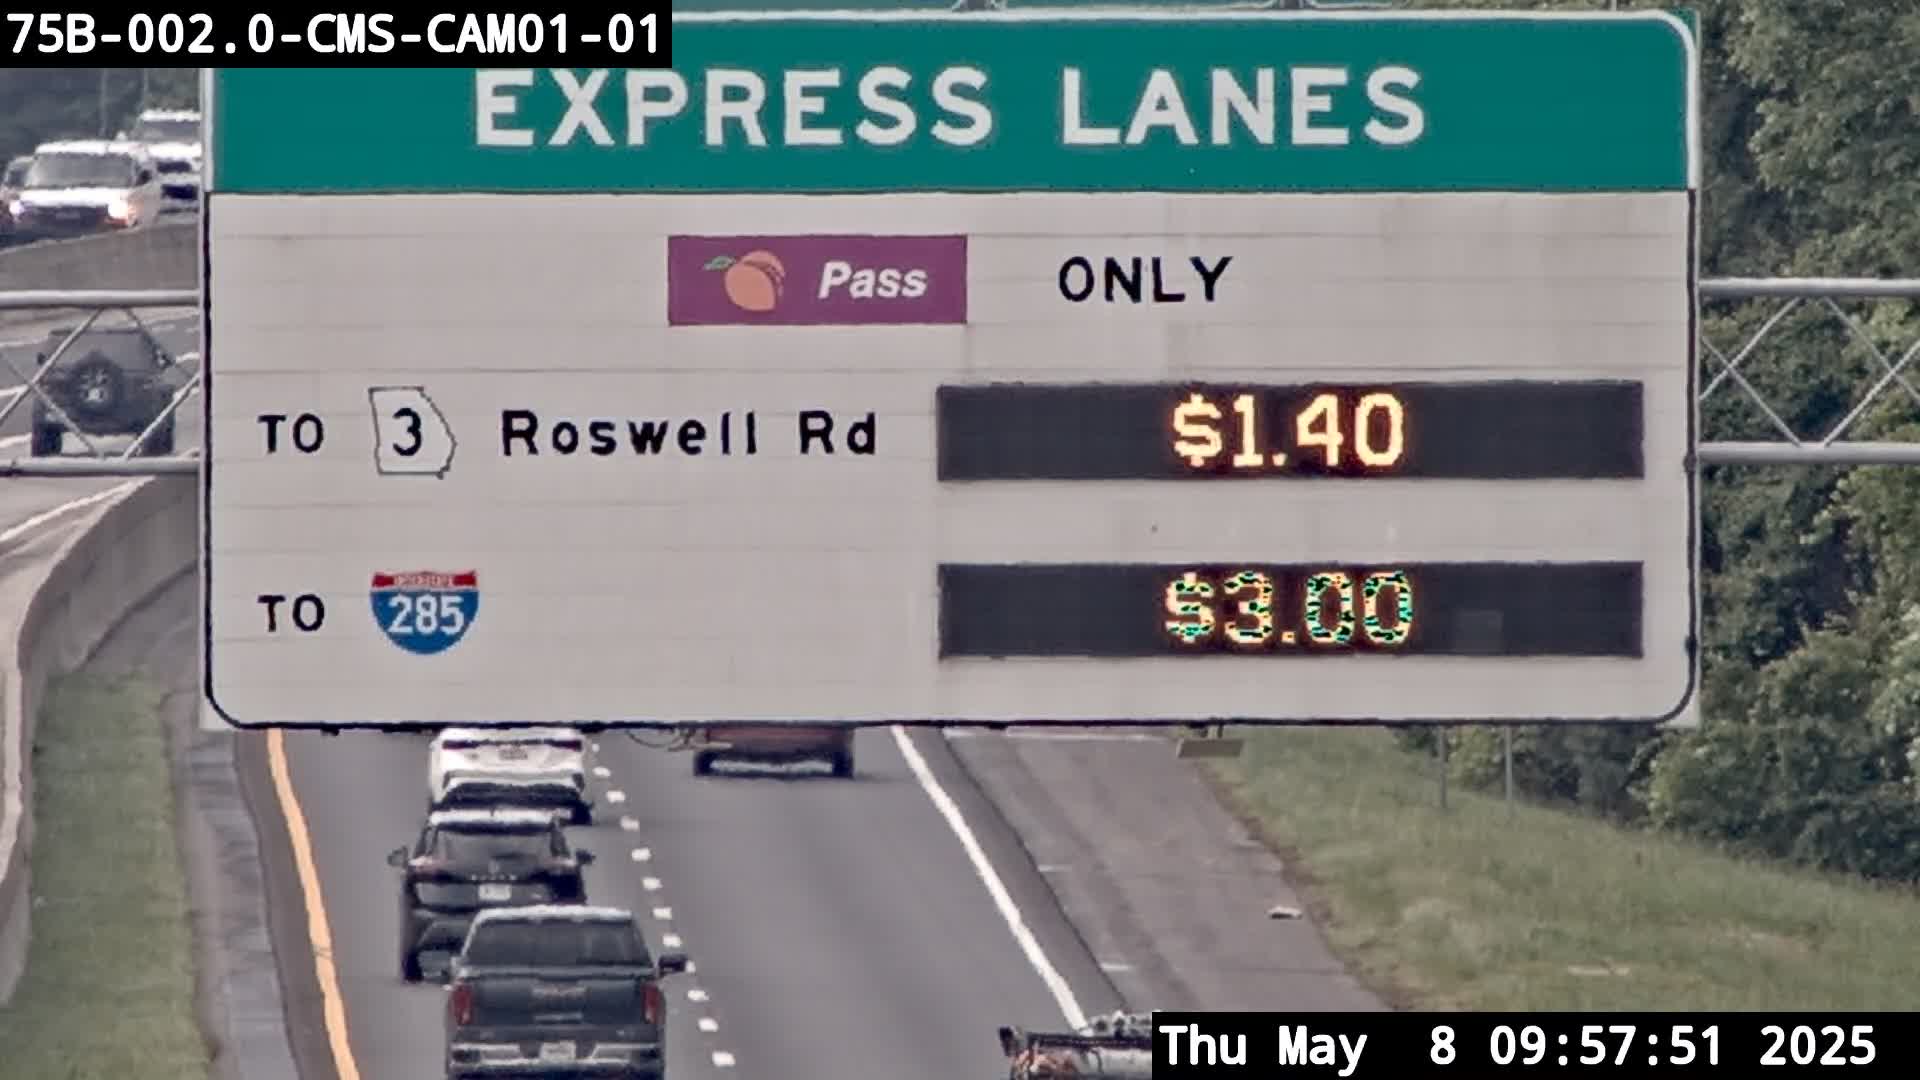 75B-002.0-CMS-CAM01-01
EXPRESS LANES
Pass ONLY
TO 3 Roswell Rd $1.40
TO 285 $3.00
Thu May 8 09:57:51 2025